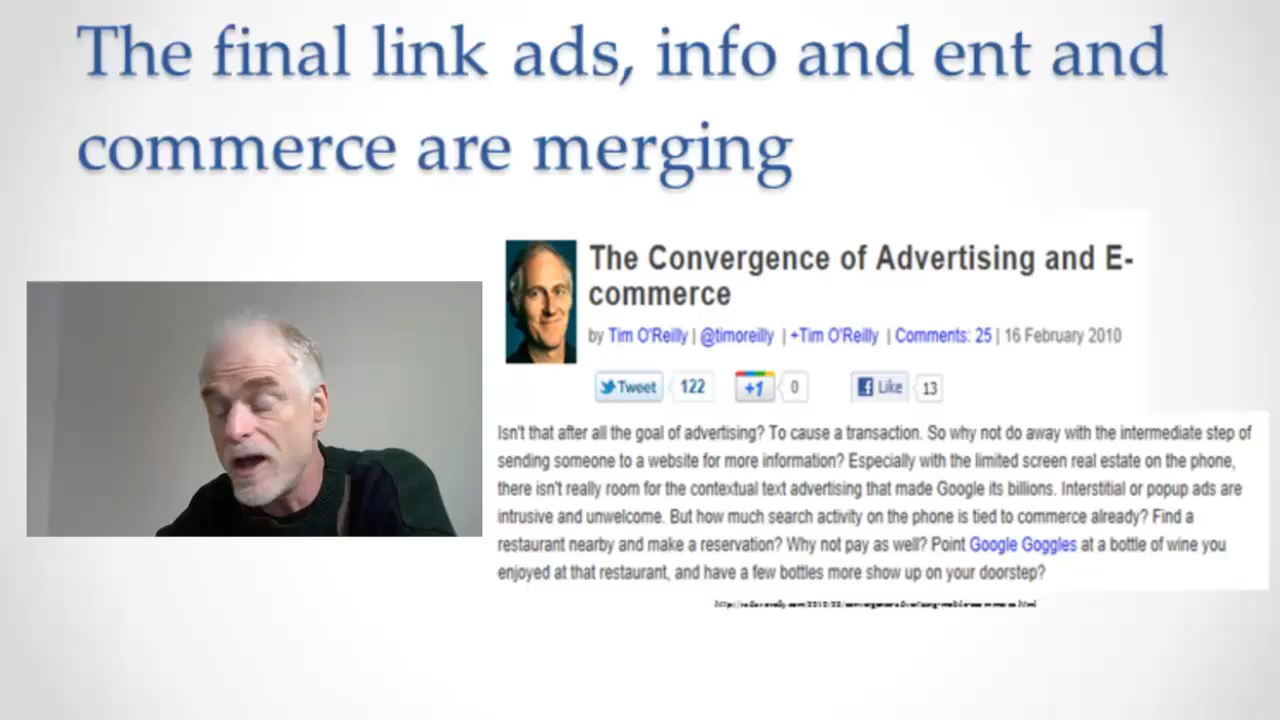 The final link ads, info and ent and
commerce are merging
The Convergence of Advertising and E-
commerce
by Tim O'Reilly | @timoreilly | +Tim O'Reilly | Comments: 25 | 16 February 2010
Tweet 122 +1 0 Like 13
Isn't that after all the goal of advertising? To cause a transaction. So why not do away with the intermediate step of
sending someone to a website for more information? Especially with the limited screen real estate on the phone,
there isn't really room for the contextual text advertising that made Google its billions. Interstitial or popup ads are
intrusive and unwelcome. But how much search activity on the phone is tied to commerce already? Find a
restaurant nearby and make a reservation? Why not pay as well? Point Google Goggles at a bottle of wine you
enjoyed at that restaurant, and have a few bottles more show up on your doorstep?